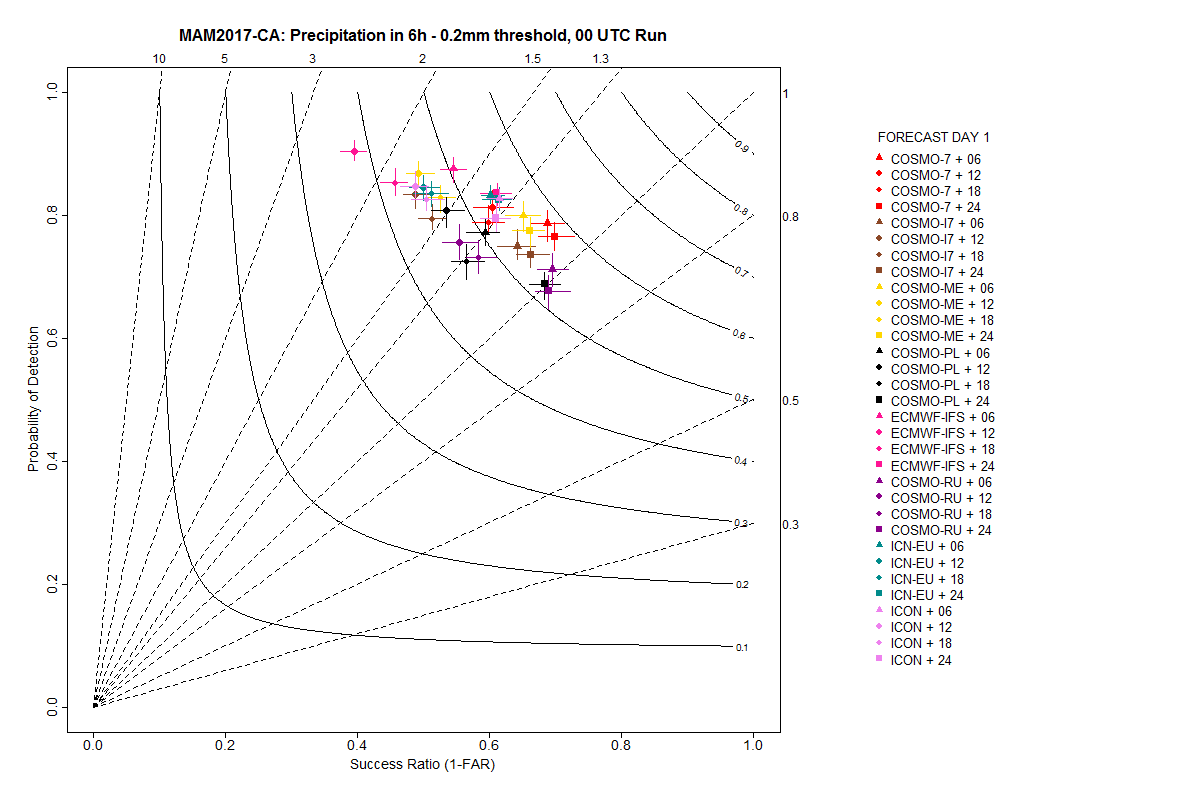 MAM2017-CA: Precipitation in 6h - 0.2mm threshold, 00 UTC Run
10 5 3 2 1.5 1.3
1
0.8
0.5
0.3
0.9
0.8
0.7
0.6
0.5
0.4
0.3
0.2
0.1
1.0
0.8
0.6
0.4
0.2
0.0
Probability of Detection
0.0 0.2 0.4 0.6 0.8 1.0
Success Ratio (1-FAR)
FORECAST DAY 1
COSMO-7 + 06
COSMO-7 + 12
COSMO-7 + 18
COSMO-7 + 24
COSMO-I7 + 06
COSMO-I7 + 12
COSMO-I7 + 18
COSMO-I7 + 24
COSMO-ME + 06
COSMO-ME + 12
COSMO-ME + 18
COSMO-ME + 24
COSMO-PL + 06
COSMO-PL + 12
COSMO-PL + 18
COSMO-PL + 24
ECMWF-IFS + 06
ECMWF-IFS + 12
ECMWF-IFS + 18
ECMWF-IFS + 24
COSMO-RU + 06
COSMO-RU + 12
COSMO-RU + 18
COSMO-RU + 24
ICN-EU + 06
ICN-EU + 12
ICN-EU + 18
ICN-EU + 24
ICON + 06
ICON + 12
ICON + 18
ICON + 24